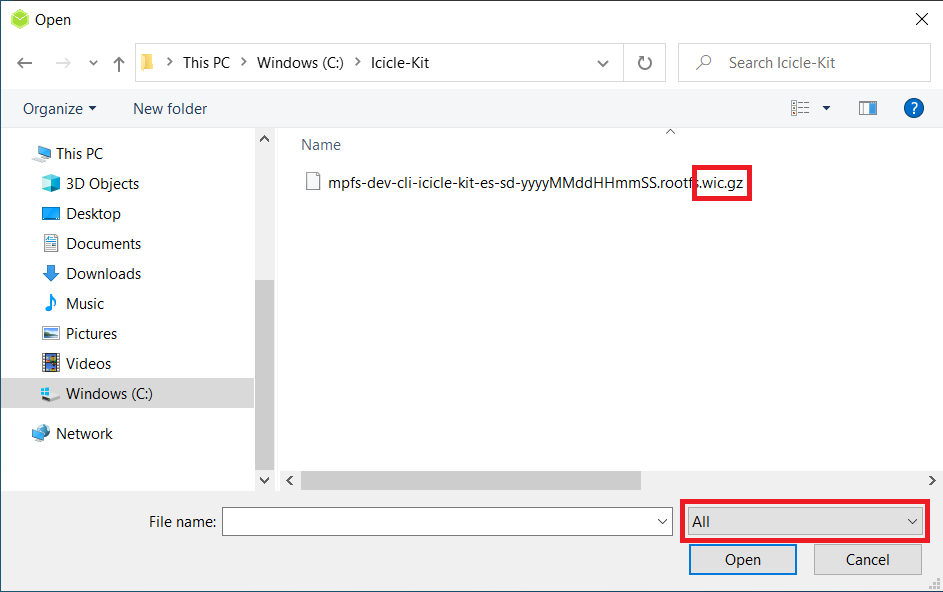 Open
This PC
Windows (C:)
Icicle-Kit
Search Icicle-Kit
Organize
New folder
?
This PC
3D Objects
Desktop
Documents
Downloads
Music
Pictures
Videos
Windows (C:)
Network
Name
mpfs-dev-cli-icicle-kit-es-sd-yyyyMMddHHmmSS.rootfs.wic.gz
File name:
All
Open
Cancel